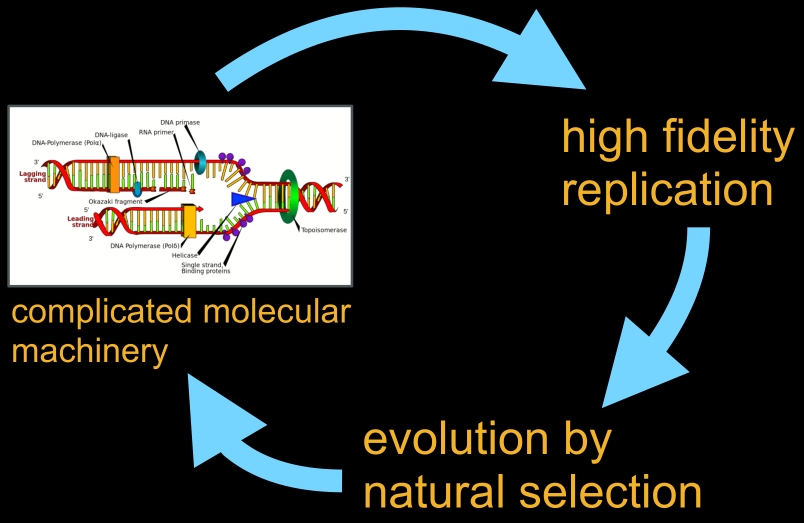 high fidelity
replication
DNA primase
DNA-ligase
RNA primer
DNA-Polymerase (Polα)
3'
Lagging
strand
5'
Okazaki fragment
3'
5'
Topoisomerase
5'
Leading
strand
3'
DNA Polymerase (Polδ)
Helicase
Single strand,
Binding proteins
complicated molecular
machinery
evolution by
natural selection